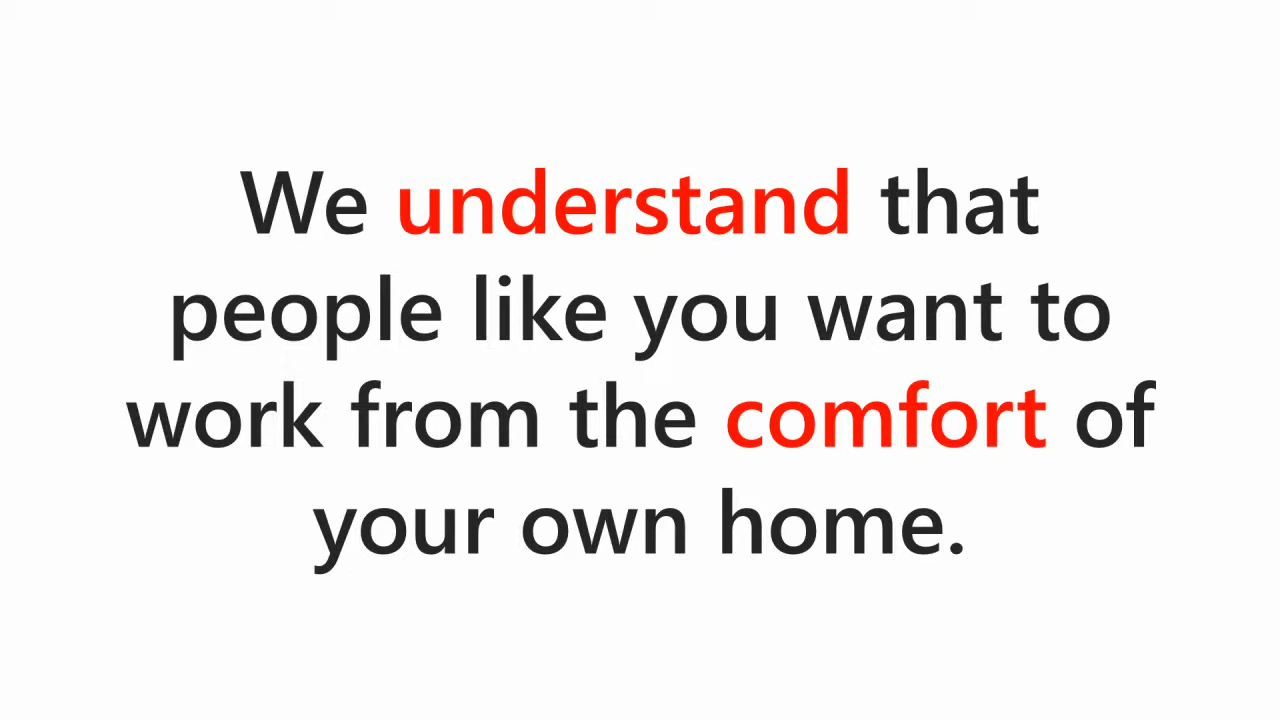 We understand that
people like you want to
work from the comfort of
your own home.